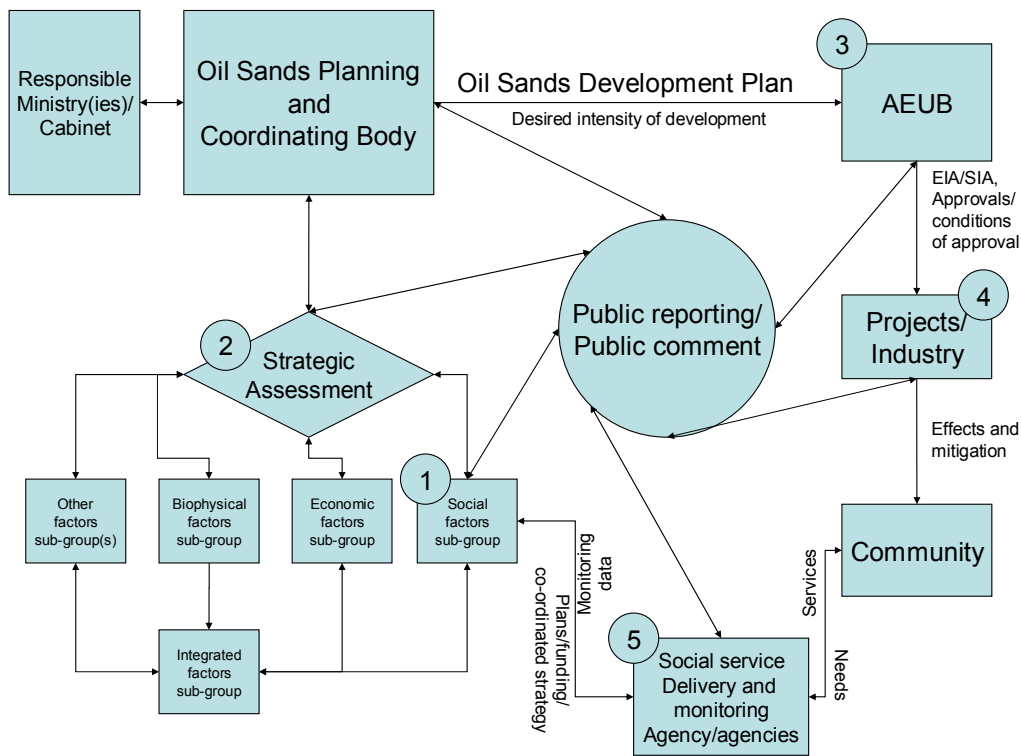 Responsible
Ministry(ies)/
Cabinet
Oil Sands Planning
and
Coordinating Body
Oil Sands Development Plan
Desired intensity of development
3
AEUB
EIA/SIA,
Approvals/
conditions
of approval
Public reporting/
Public comment
4
Projects/
Industry
2
Strategic
Assessment
Effects and
mitigation
Other
factors
sub-group(s)
Biophysical
factors
sub-group
Economic
factors
sub-group
1
Social
factors
sub-group
Community
Monitoring
data
Plans/funding/
co-ordinated strategy
Services
Needs
Integrated
factors
sub-group
5
Social service
Delivery and
monitoring
Agency/agencies